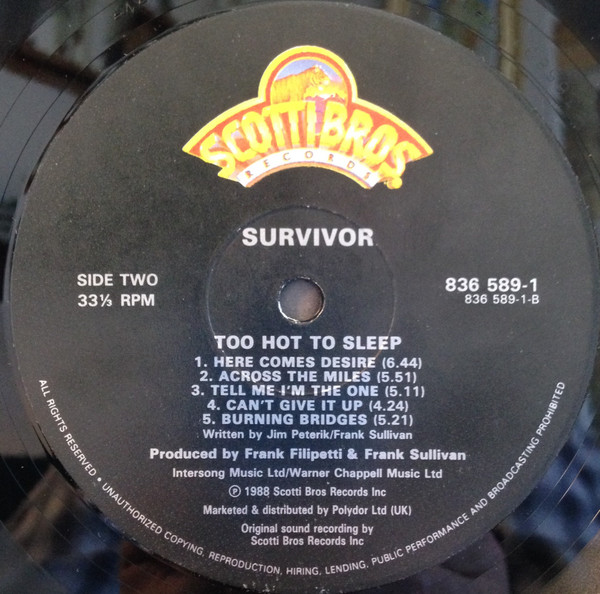 SCOTTI BROS.
RECORDS
SURVIVOR
SIDE TWO
33⅓ RPM
836 589-1
836 589-1-B
TOO HOT TO SLEEP
1. HERE COMES DESIRE (6.44)
2. ACROSS THE MILES (5.51)
3. TELL ME I'M THE ONE (5.11)
4. CAN'T GIVE IT UP (4.24)
5. BURNING BRIDGES (5.21)
Written by Jim Peterik/Frank Sullivan
Produced by Frank Filipetti & Frank Sullivan
Intersong Music Ltd/Warner Chappell Music Ltd
Ⓟ 1988 Scotti Bros Records Inc
Marketed & distributed by Polydor Ltd (UK)
Original sound recording by
Scotti Bros Records Inc
ALL RIGHTS RESERVED • UNAUTHORIZED COPYING, REPRODUCTION, HIRING, LENDING, PUBLIC PERFORMANCE AND BROADCASTING PROHIBITED